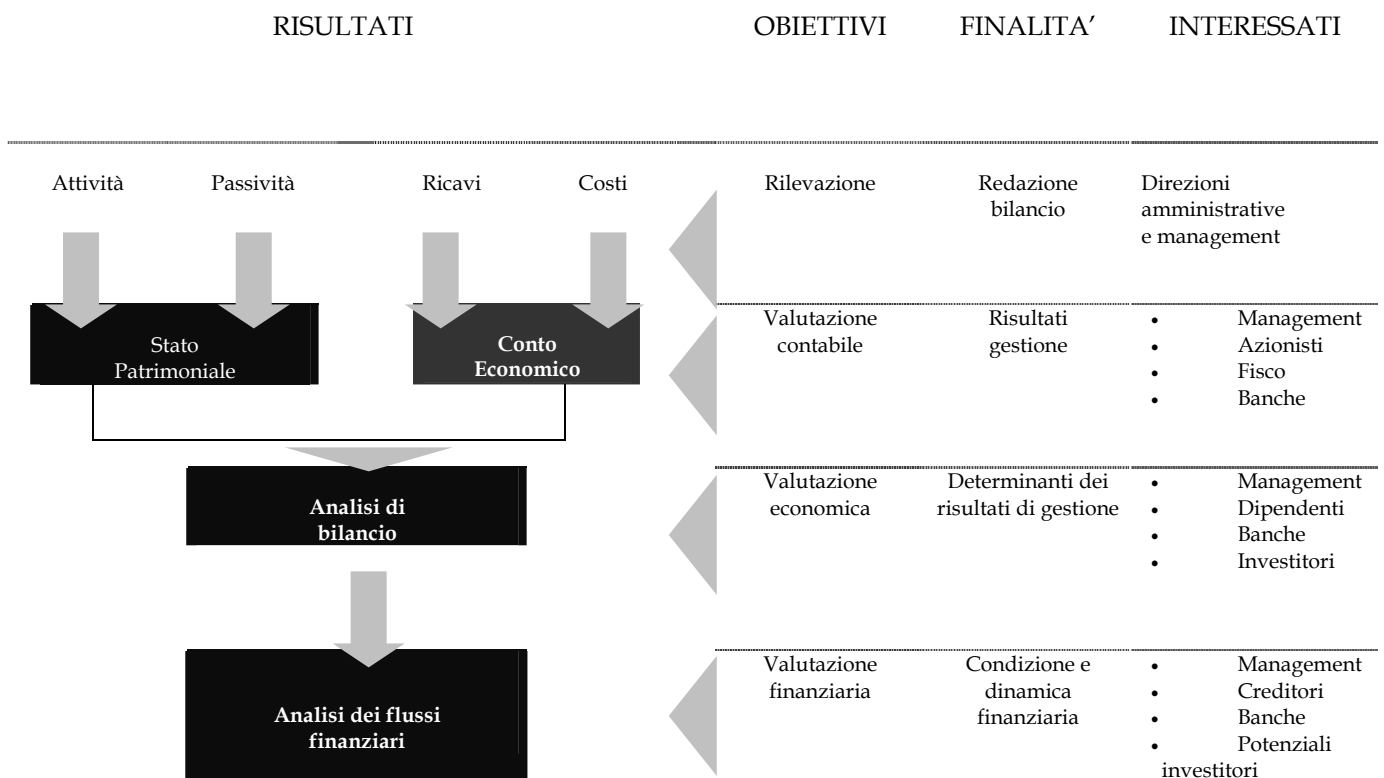 RISULTATI OBIETTIVI FINALITA’ INTERESSATI
Attività Passività Ricavi Costi
Rilevazione
Redazione
bilancio
Direzioni
amministrative
e management
Stato
Patrimoniale
Conto
Economico
Valutazione
contabile
Risultati
gestione
• Management
• Azionisti
• Fisco
• Banche
Analisi di
bilancio
Valutazione
economica
Determinanti dei
risultati di gestione
• Management
• Dipendenti
• Banche
• Investitori
Analisi dei flussi
finanziari
Valutazione
finanziaria
Condizione e
dinamica
finanziaria
• Management
• Creditori
• Banche
• Potenziali
investitori